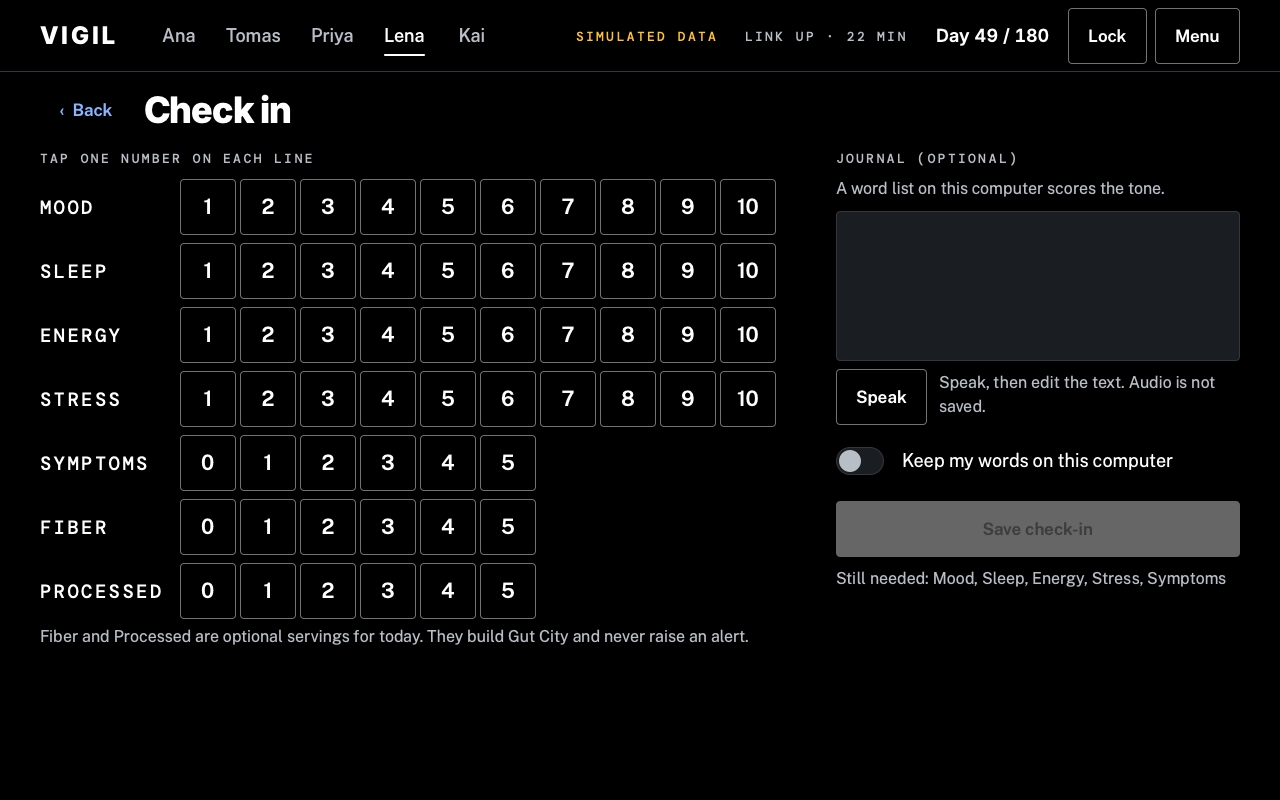 VIGIL Ana Tomas Priya Lena Kai SIMULATED DATA LINK UP · 22 MIN Day 49 / 180 Lock Menu
‹ Back Check in
TAP ONE NUMBER ON EACH LINE
MOOD 1 2 3 4 5 6 7 8 9 10
SLEEP 1 2 3 4 5 6 7 8 9 10
ENERGY 1 2 3 4 5 6 7 8 9 10
STRESS 1 2 3 4 5 6 7 8 9 10
SYMPTOMS 0 1 2 3 4 5
FIBER 0 1 2 3 4 5
PROCESSED 0 1 2 3 4 5
Fiber and Processed are optional servings for today. They build Gut City and never raise an alert.
JOURNAL (OPTIONAL)
A word list on this computer scores the tone.
Speak
Speak, then edit the text. Audio is not
saved.
Keep my words on this computer
Save check-in
Still needed: Mood, Sleep, Energy, Stress, Symptoms